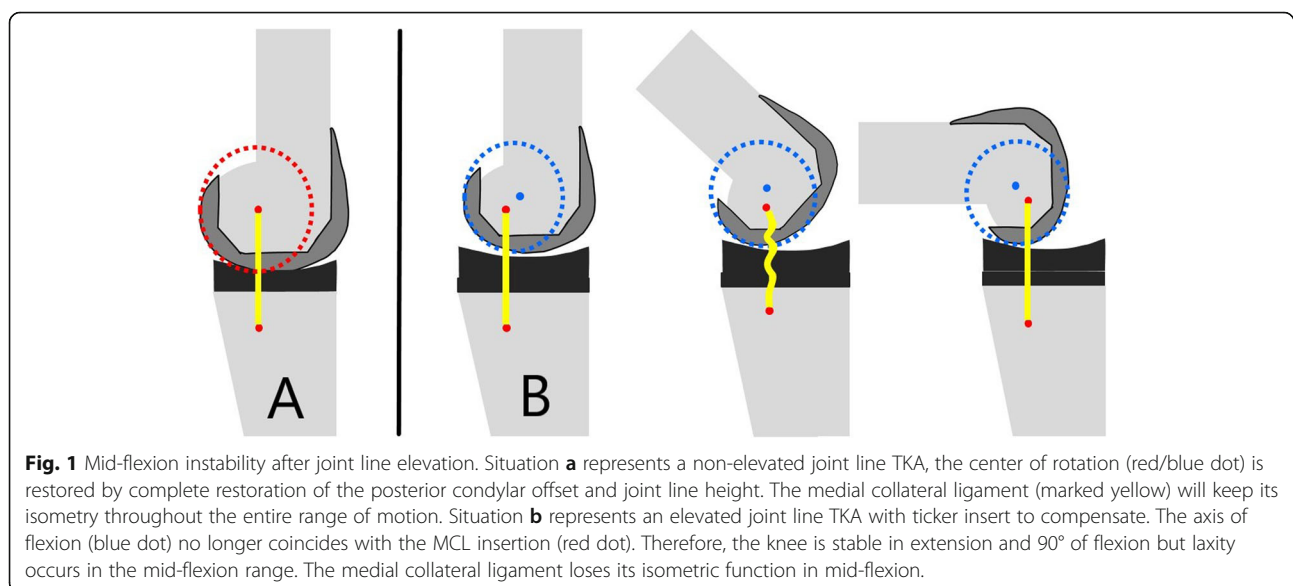 A
B
Fig. 1 Mid-flexion instability after joint line elevation. Situation a represents a non-elevated joint line TKA, the center of rotation (red/blue dot) is
restored by complete restoration of the posterior condylar offset and joint line height. The medial collateral ligament (marked yellow) will keep its
isometry throughout the entire range of motion. Situation b represents an elevated joint line TKA with ticker insert to compensate. The axis of
flexion (blue dot) no longer coincides with the MCL insertion (red dot). Therefore, the knee is stable in extension and 90° of flexion but laxity
occurs in the mid-flexion range. The medial collateral ligament loses its isometric function in mid-flexion.